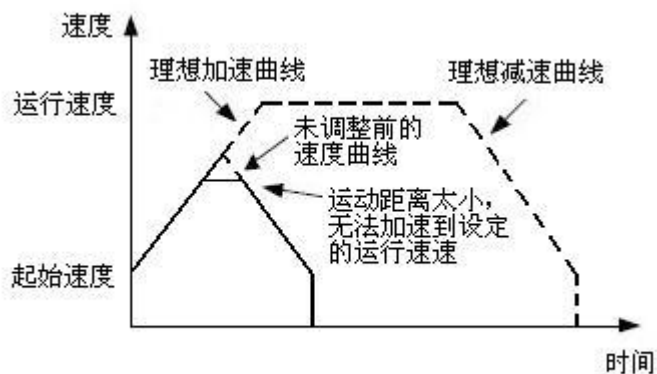 速度
理想加速曲线
理想减速曲线
运行速度
未调整前的
速度曲线
运动距离太小，
无法加速到设定
的运行速速
起始速度
时间